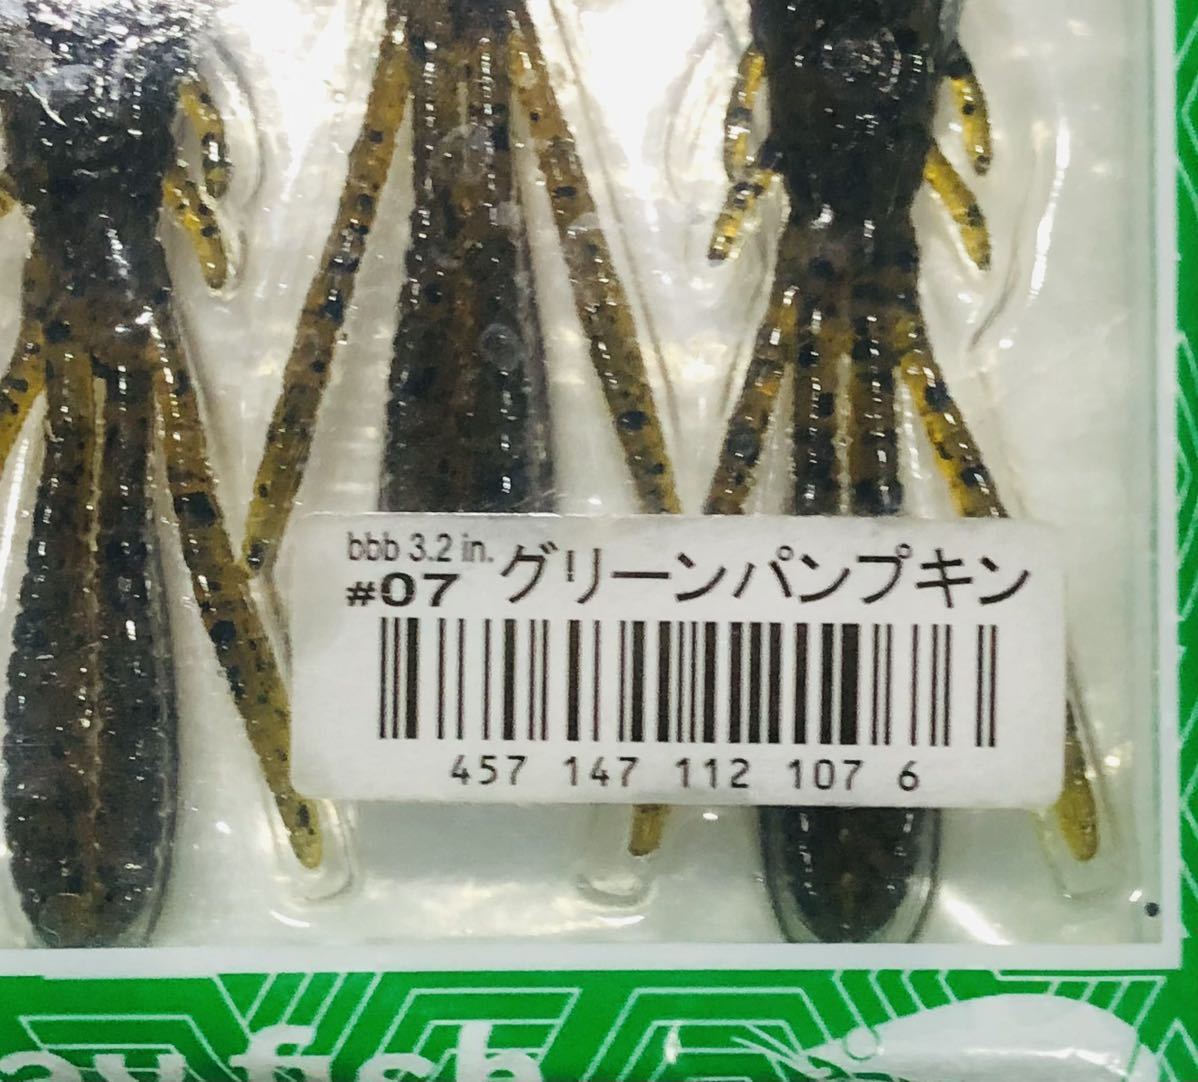 bbb 3.2 in.
#07 グリーンパンプキン
457 147 112 107 6
fish